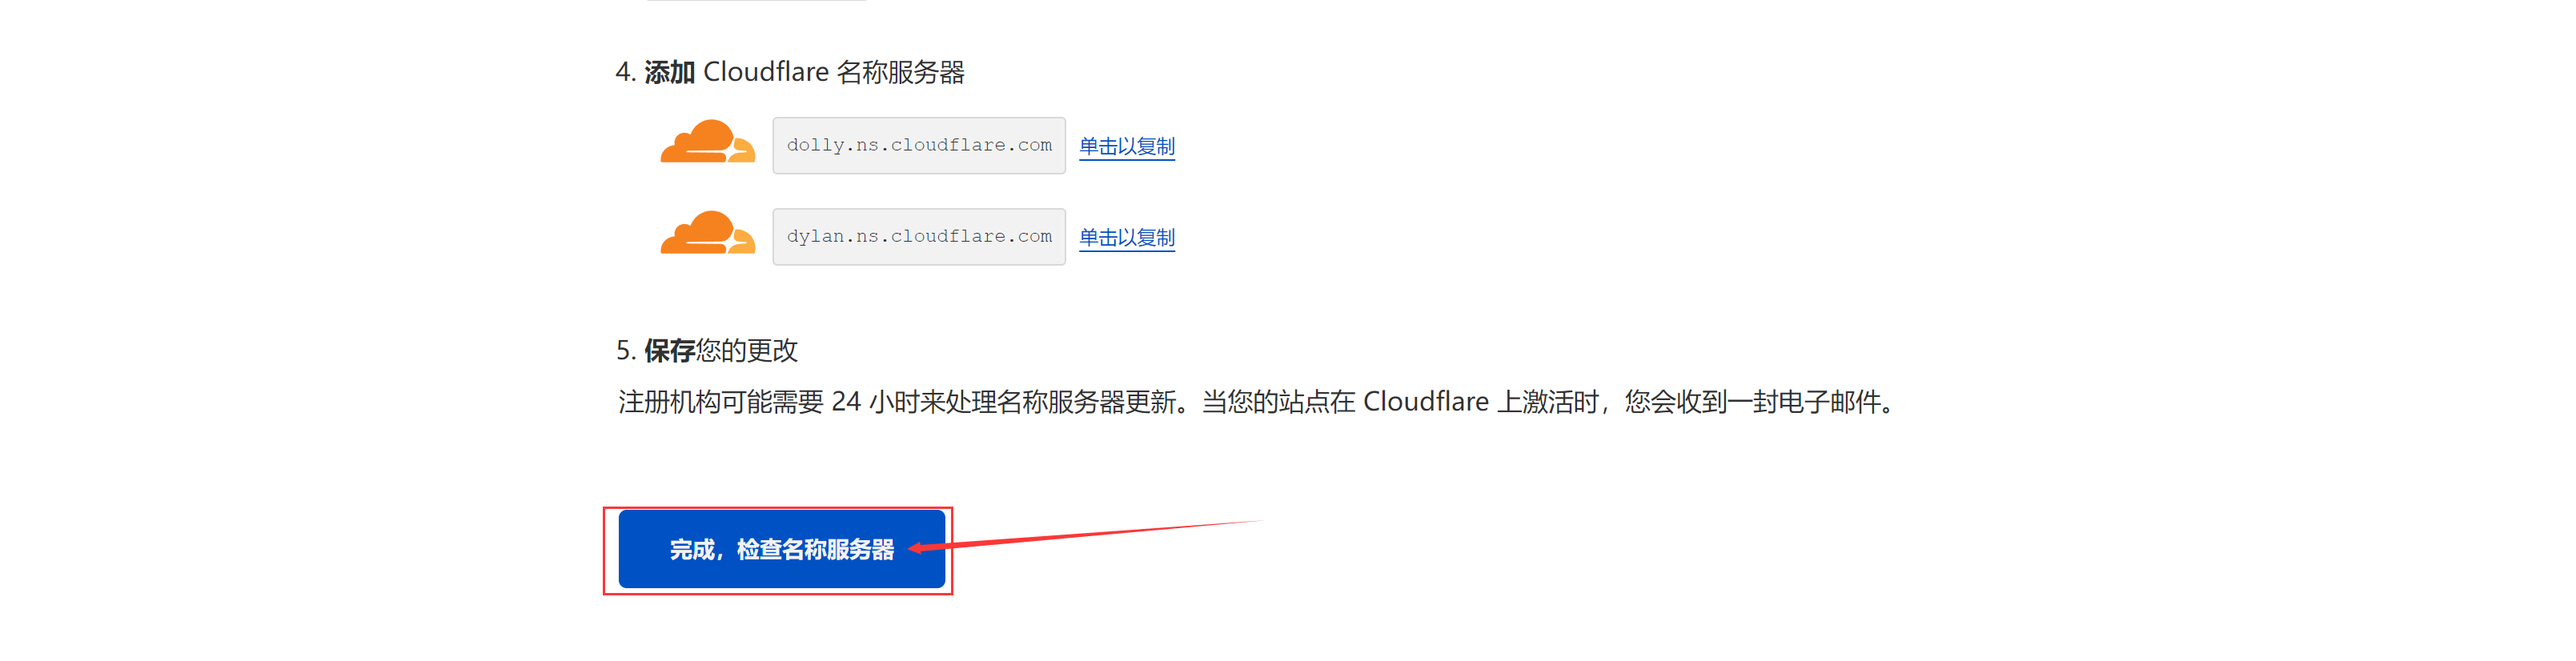 4. 添加 Cloudflare 名称服务器
dolly.ns.cloudflare.com 单击以复制
dylan.ns.cloudflare.com 单击以复制
5. 保存您的更改
注册机构可能需要 24 小时来处理名称服务器更新。当您的站点在 Cloudflare 上激活时，您会收到一封电子邮件。
完成，检查名称服务器